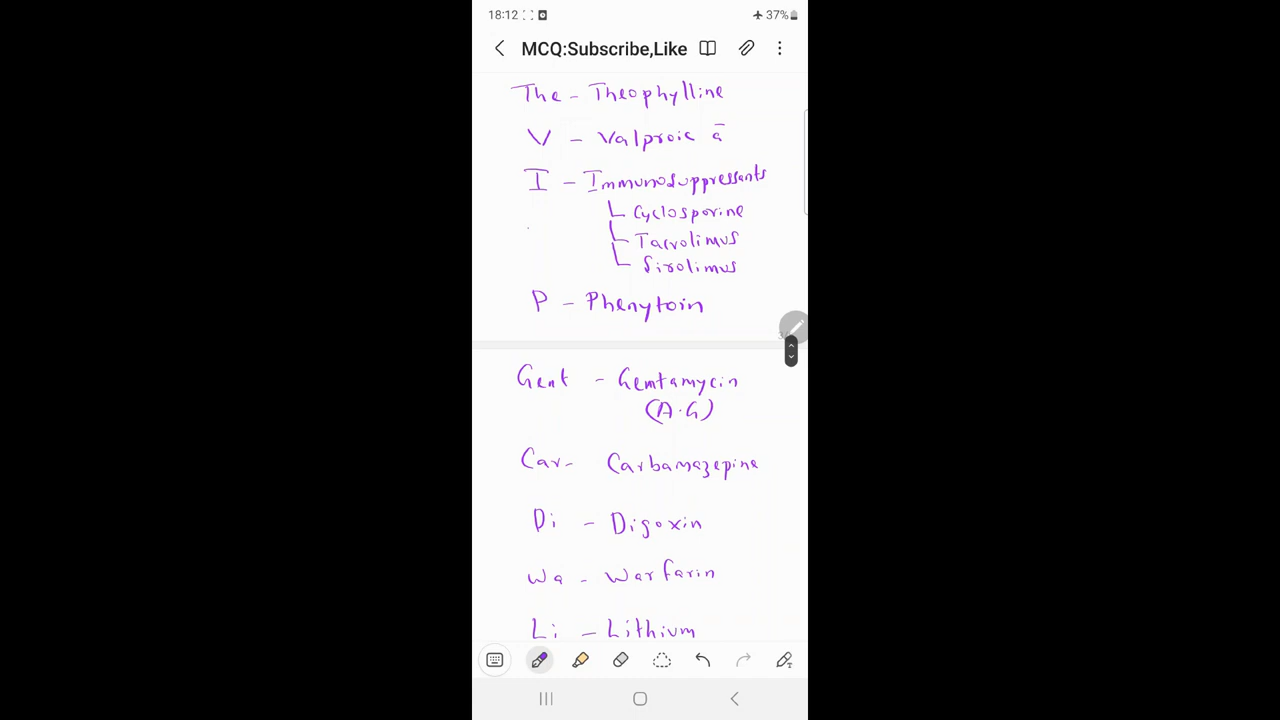 18:12 37%
MCQ:Subscribe,Like
The - Theophylline
V - Valproic a
I - Immunosuppressants
Cyclosporine
Tacrolimus
Sirolimus
P - Phenytoin
Gent - Gentamycin
(A.G)
Car- Carbamazepine
Di - Digoxin
Wa - Warfarin
Li - Lithium